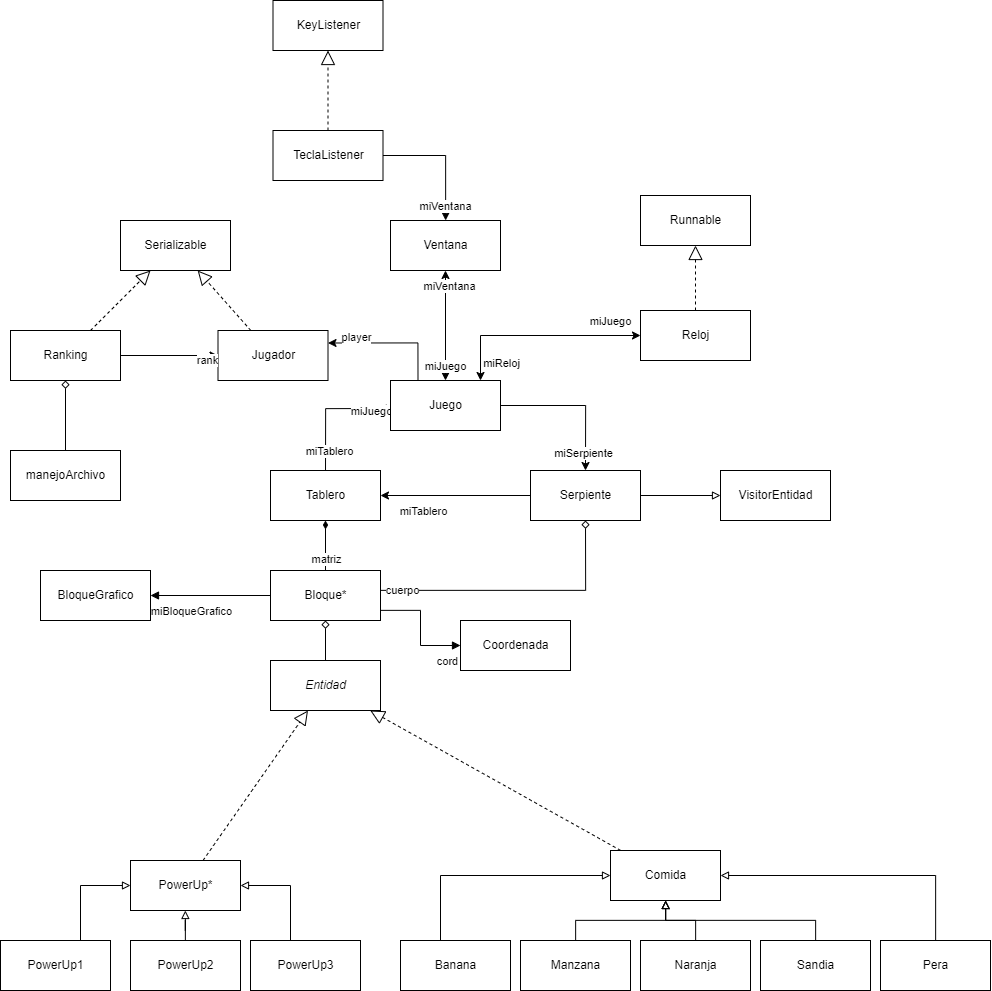 KeyListener
TeclaListener
miVentana
Runnable
Serializable
Ventana
miVentana
miJuego
Reloj
player
Ranking
rank
Jugador
miJuego
miReloj
Juego
miJuego
miTablero
miSerpiente
manejoArchivo
Tablero
Serpiente
VisitorEntidad
miTablero
matriz
BloqueGrafico
Bloque*
cuerpo
miBloqueGrafico
Coordenada
cord
Entidad
PowerUp*
Comida
PowerUp1
PowerUp2
PowerUp3
Banana
Manzana
Naranja
Sandia
Pera